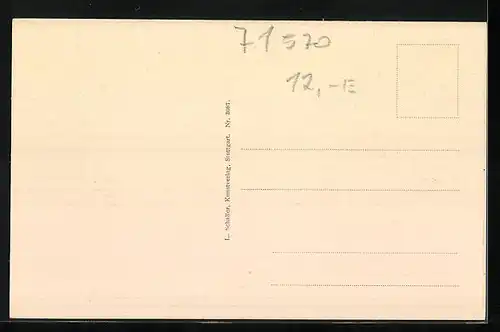 71570
12,-E
L. Schaller, Kunstverlag, Stuttgart. Nr. 3087.